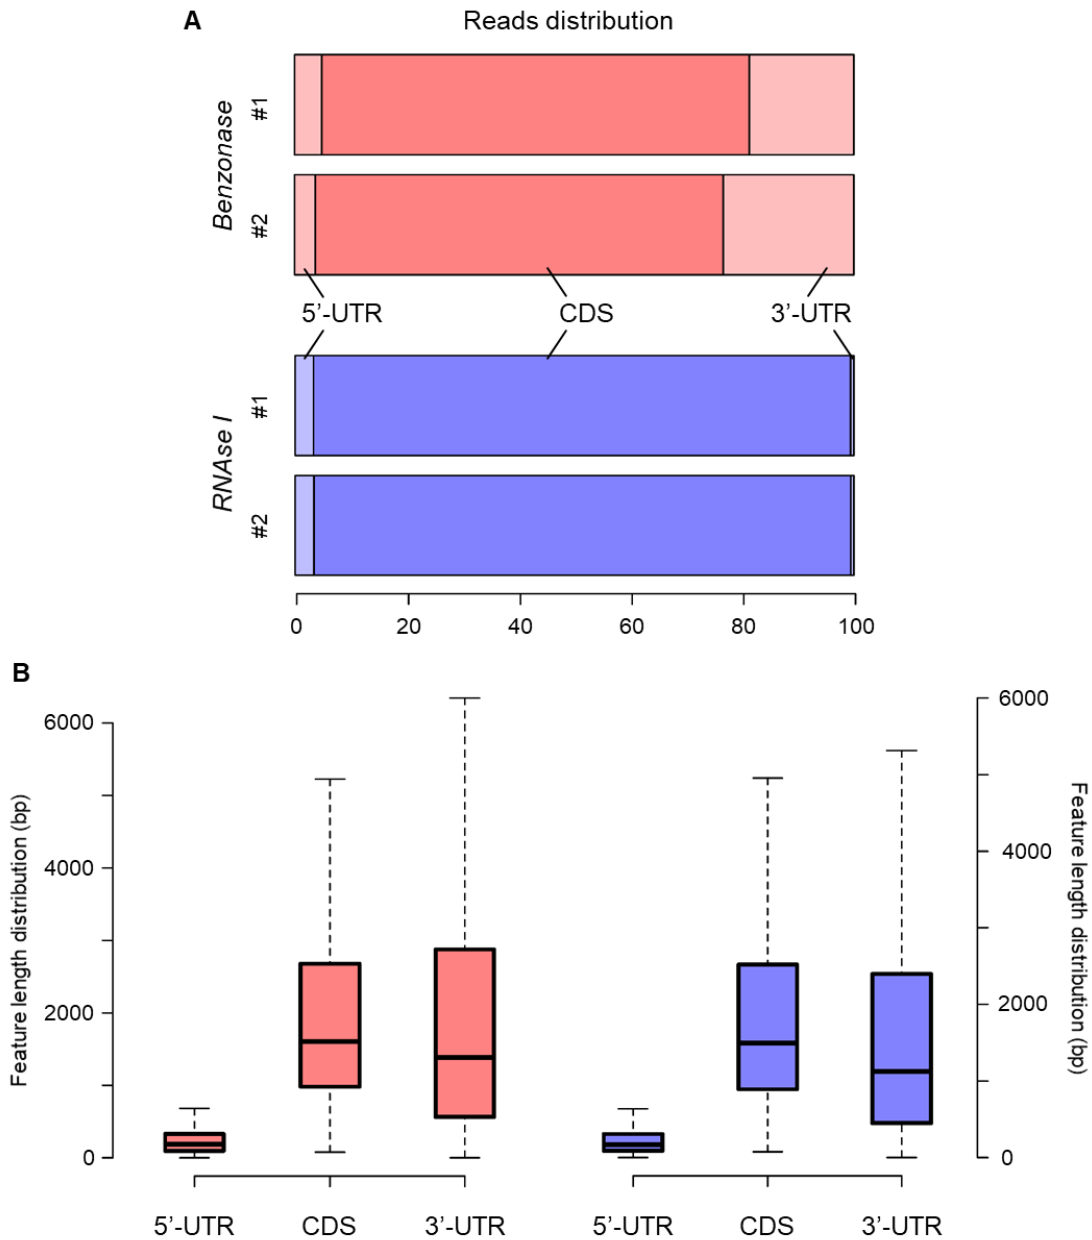 A
Reads distribution
Benzonase
#1
#2
5’-UTR CDS 3’-UTR
RNAse I
#1
#2
0 20 40 60 80 100
B
Feature length distribution (bp)
6000
4000
2000
0
6000
4000
2000
0
Feature length distribution (bp)
5’-UTR CDS 3’-UTR 5’-UTR CDS 3’-UTR